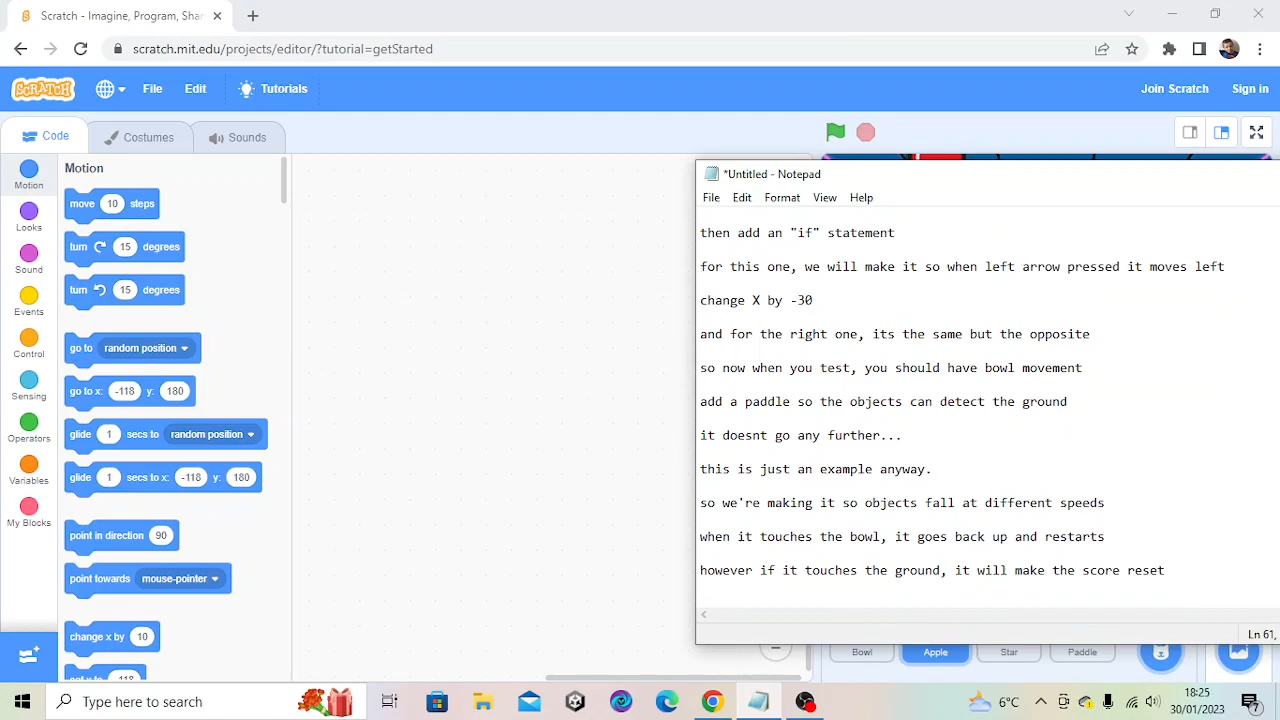 Scratch - Imagine, Program, Sha
scratch.mit.edu/projects/editor/?tutorial=getStarted
SCRATCH
File
Edit
Tutorials
Join Scratch
Sign in
Code
Costumes
Sounds
Motion
Motion
Looks
Sound
Events
Control
Sensing
Operators
Variables
My Blocks
move 10 steps
turn 15 degrees
turn 15 degrees
go to random position
go to x: -118 y: 180
glide 1 secs to random position
glide 1 secs to x: -118 y: 180
point in direction 90
point towards mouse-pointer
change x by 10
*Untitled - Notepad
File Edit Format View Help
then add an "if" statement
for this one, we will make it so when left arrow pressed it moves left
change X by -30
and for the right one, its the same but the opposite
so now when you test, you should have bowl movement
add a paddle so the objects can detect the ground
it doesnt go any further...
this is just an example anyway.
so we're making it so objects fall at different speeds
when it touches the bowl, it goes back up and restarts
however if it touches the ground, it will make the score reset
Ln 61,
Bowl
Apple
Star
Paddle
Type here to search
6°C
18:25
30/01/2023
7